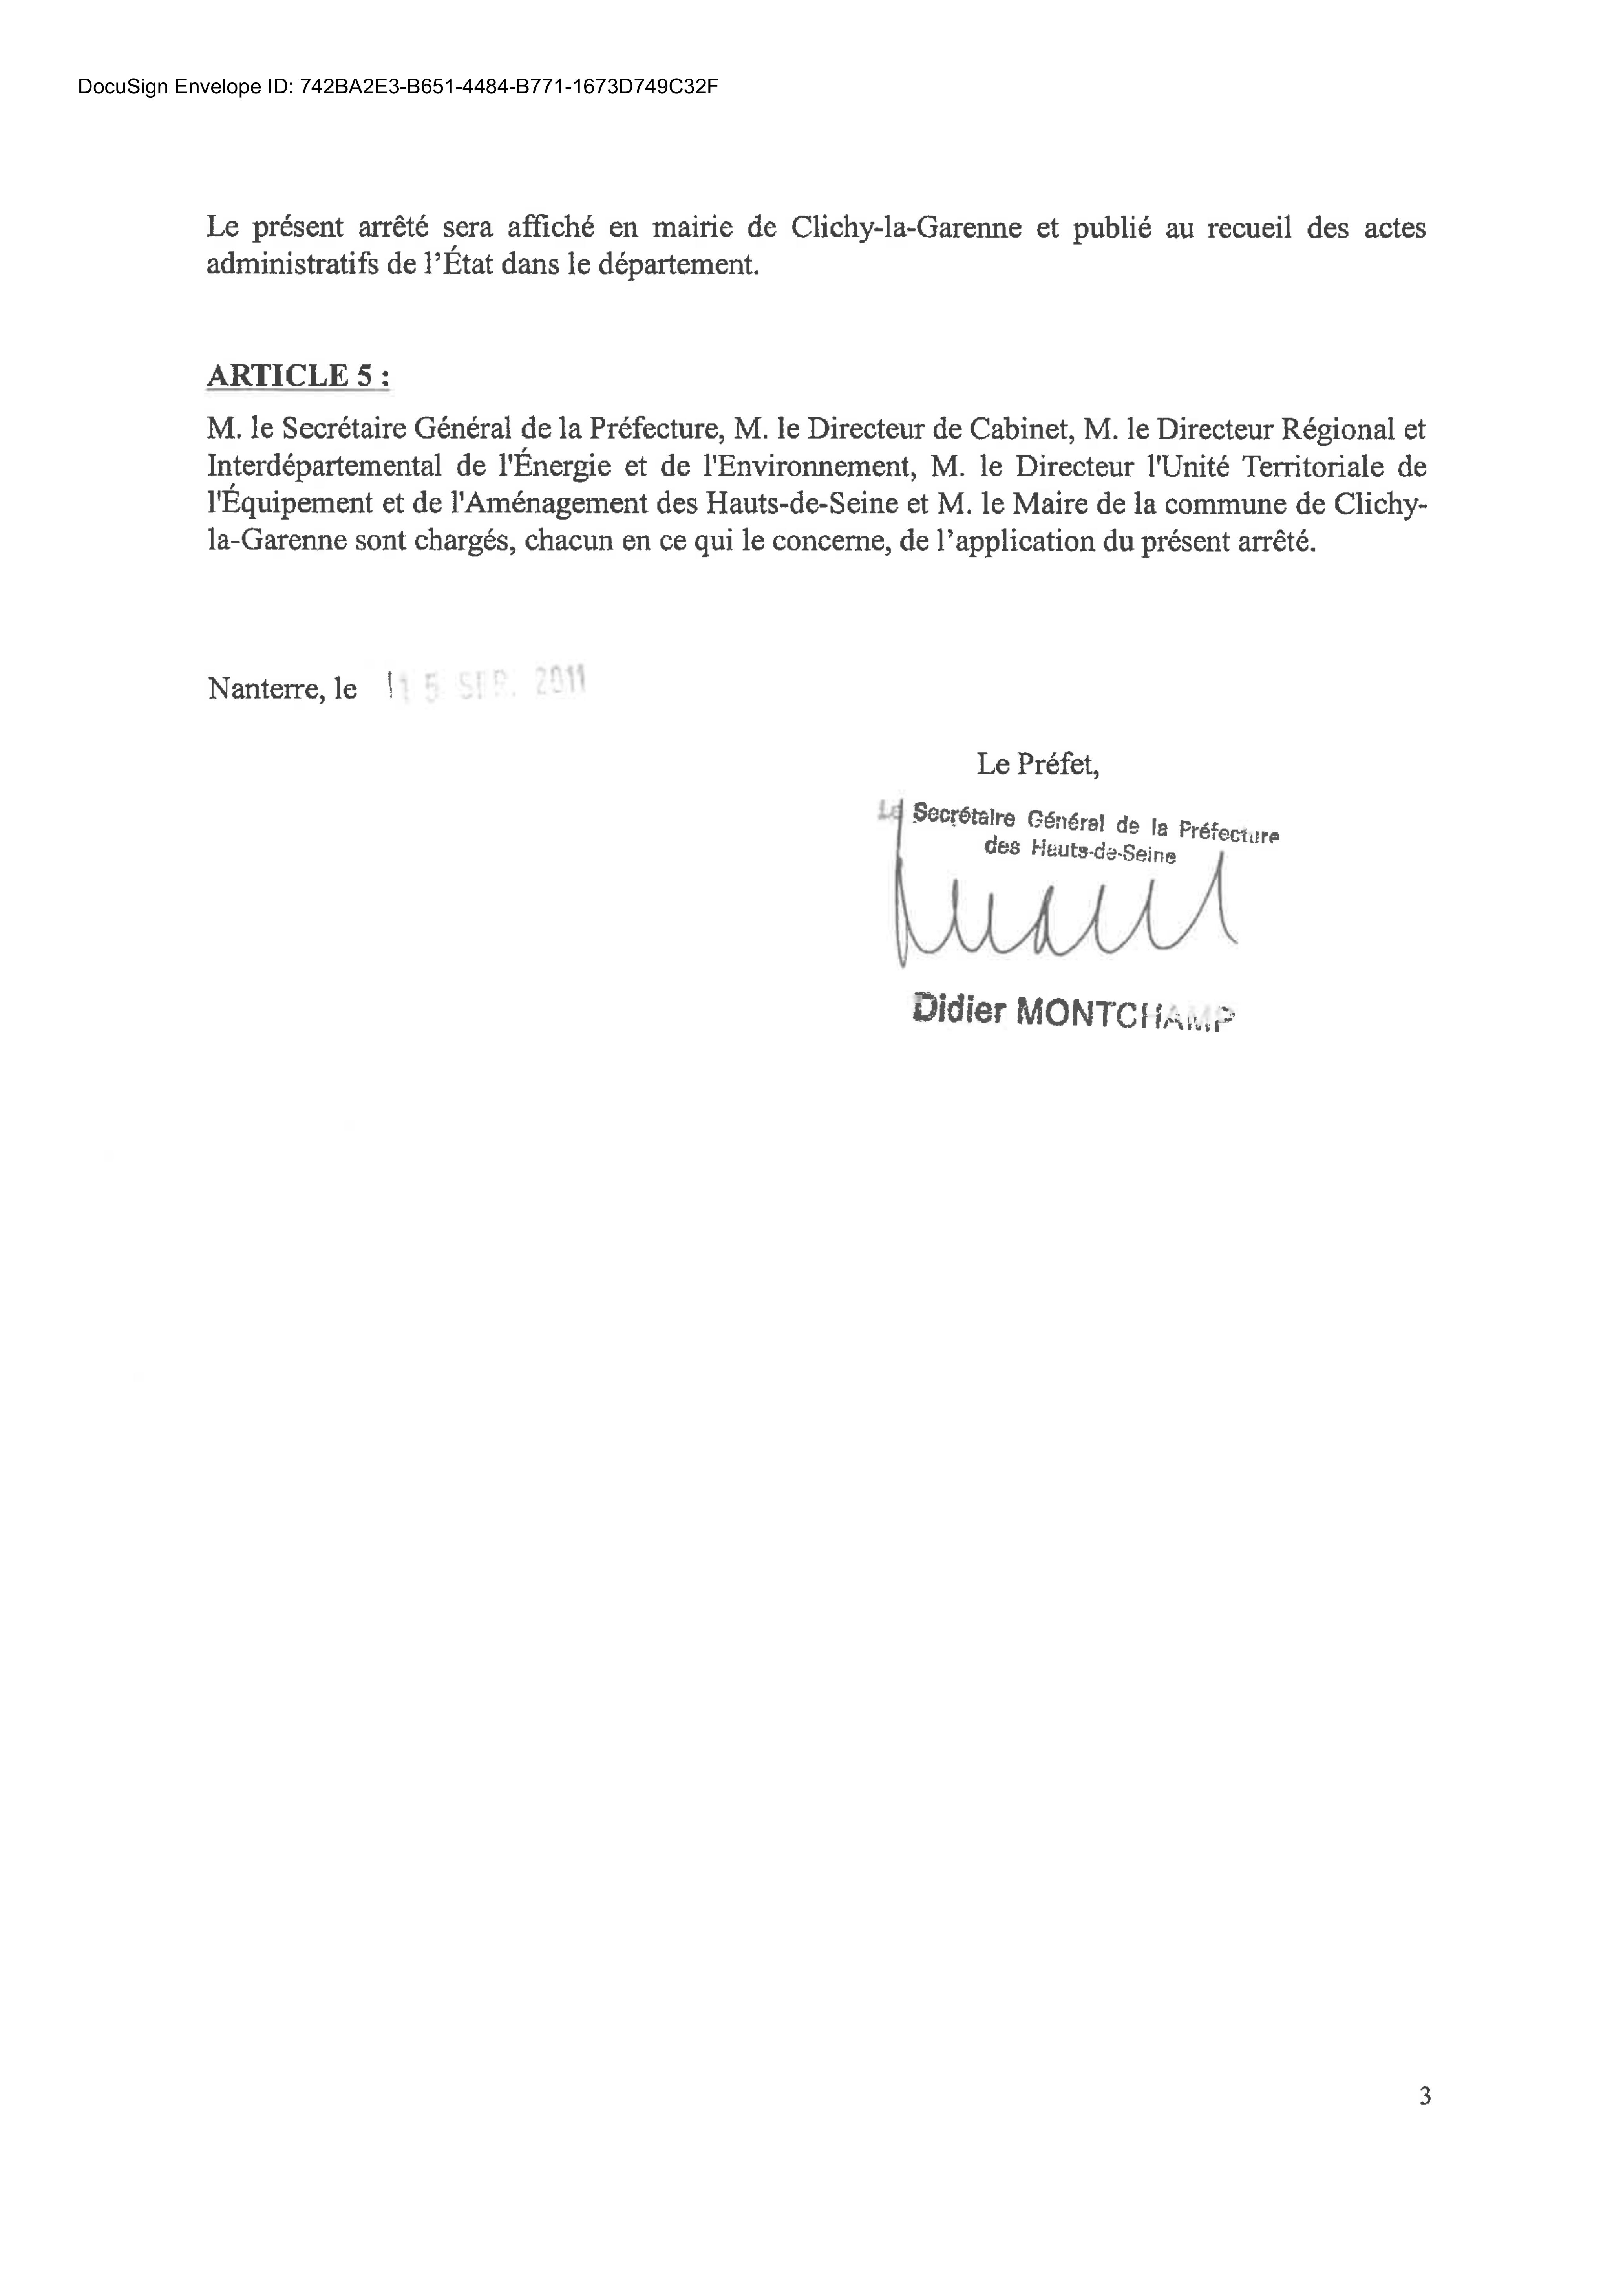 DocuSign Envelope ID: 742BA2E3-B651-4484-B771-1673D749C32F
Le présent arrêté sera affiché en mairie de Clichy-la-Garenne et publié au recueil des actes
administratifs de l’État dans le département.
ARTICLE 5 :
M. le Secrétaire Général de la Préfecture, M. le Directeur de Cabinet, M. le Directeur Régional et
Interdépartemental de l'Énergie et de l'Environnement, M. le Directeur l'Unité Territoriale de
l'Équipement et de l'Aménagement des Hauts-de-Seine et M. le Maire de la commune de Clichy-
la-Garenne sont chargés, chacun en ce qui le concerne, de l’application du présent arrêté.
Nanterre, le 15 SEP. 2011
Le Préfet,
Le Secrétaire Général de la Préfecture
des Hauts-de-Seine
Didier MONTCHAMP
3